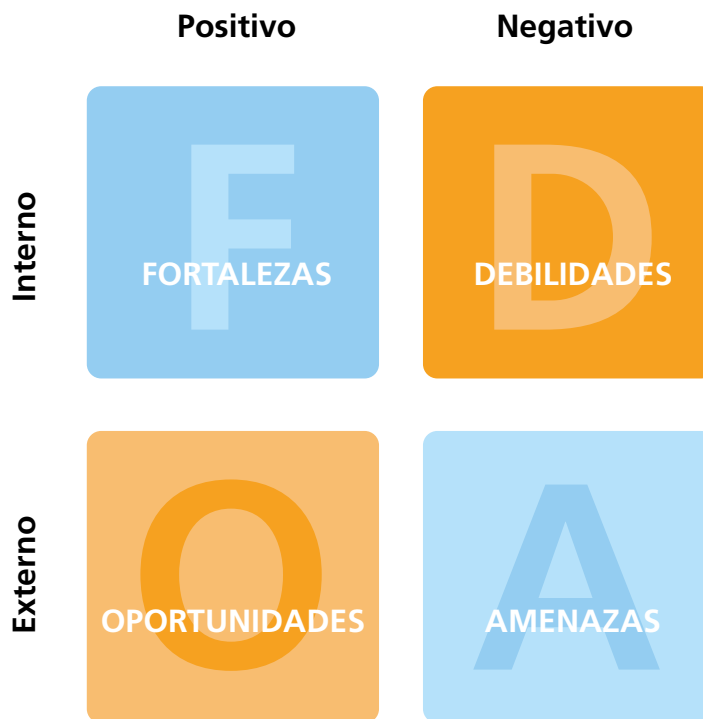 Positivo Negativo
Interno
F D
FORTALEZAS DEBILIDADES
Externo
O A
OPORTUNIDADES AMENAZAS